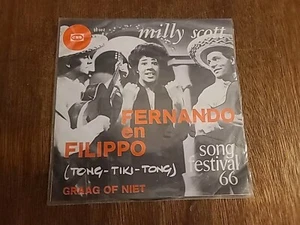 milly scott
FERNANDO
en
FILIPPO
(TONG-TIKI-TONG)
GRAAG OF NIET
song
festival
66